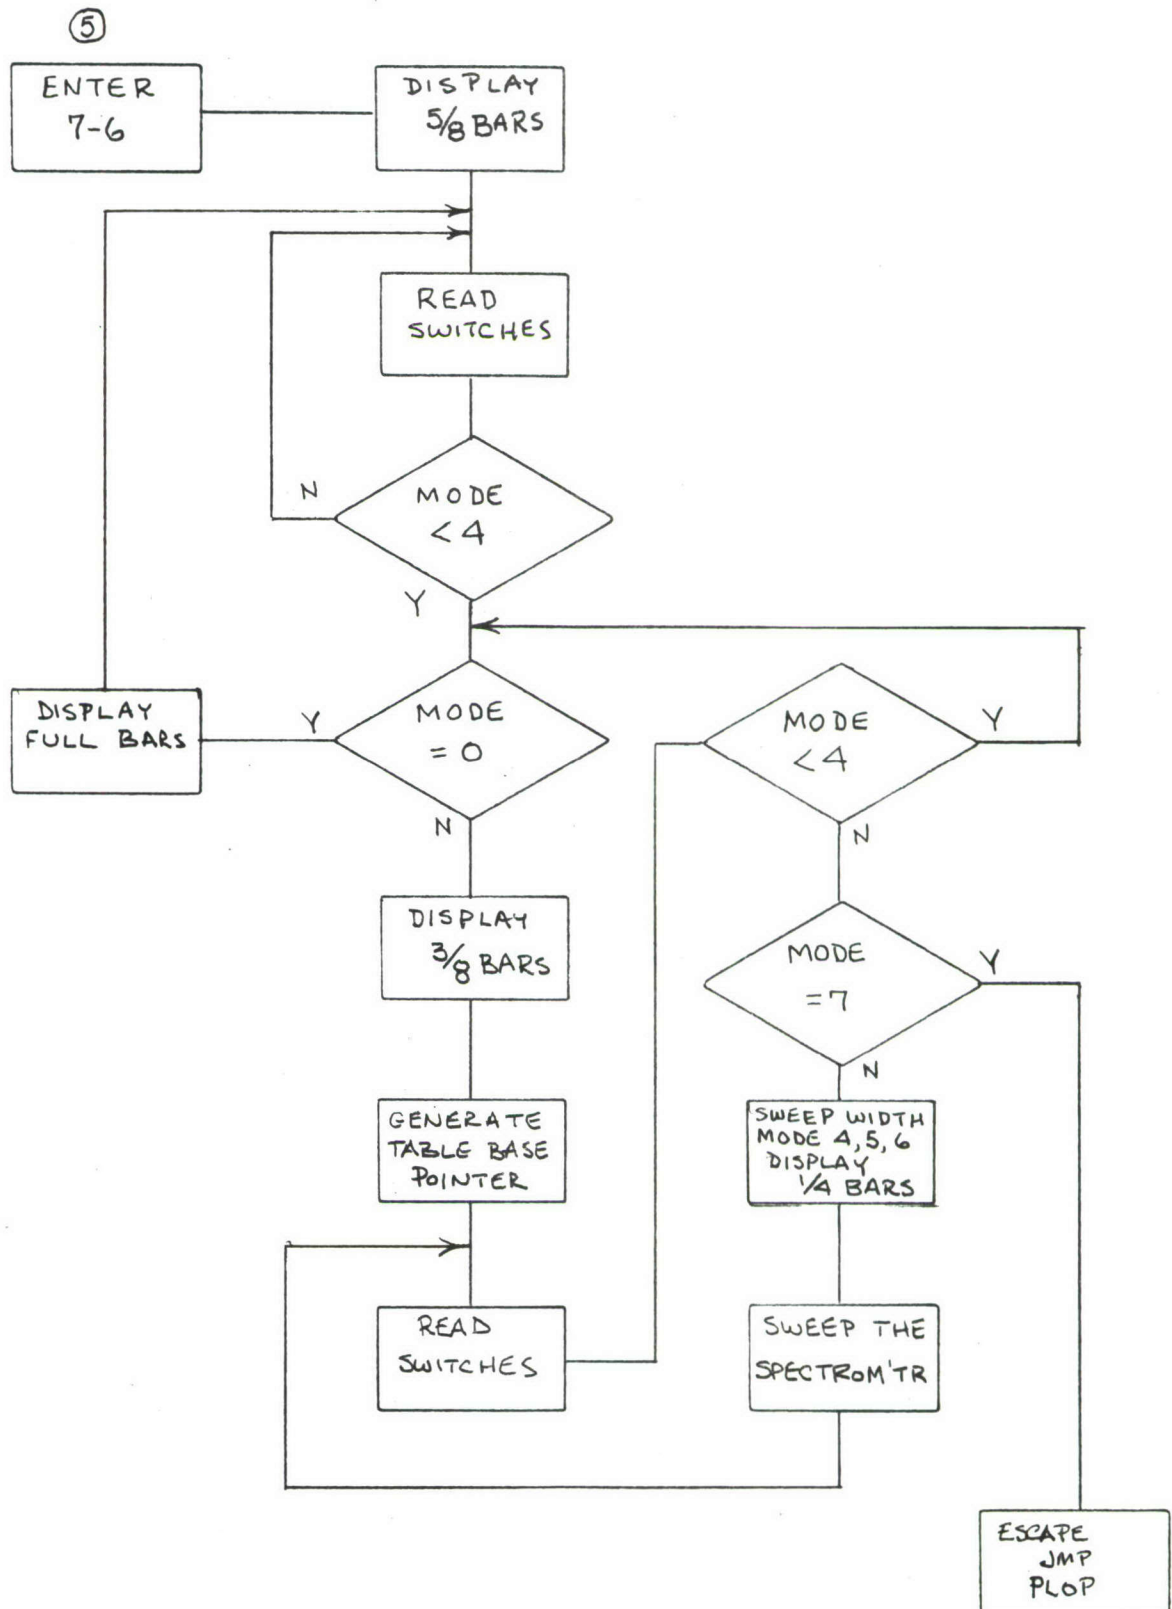 5
ENTER
7-6
DISPLAY
5/8 BARS
READ
SWITCHES
N
MODE
< 4
Y
DISPLAY
FULL BARS
Y
MODE
= 0
N
MODE
< 4
Y
N
DISPLAY
3/8 BARS
MODE
= 7
Y
N
GENERATE
TABLE BASE
POINTER
SWEEP WIDTH
MODE 4, 5, 6
DISPLAY
1/4 BARS
READ
SWITCHES
SWEEP THE
SPECTROM'TR
ESCAPE
JMP
PLOP